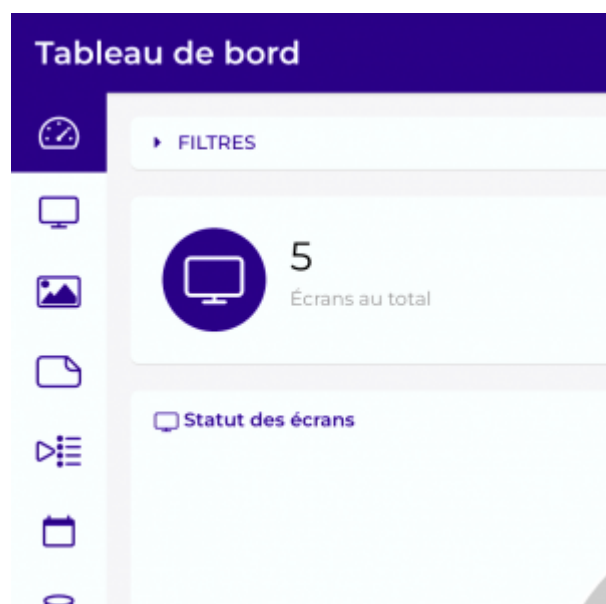 Tableau de bord
FILTRES
5
Écrans au total
Statut des écrans